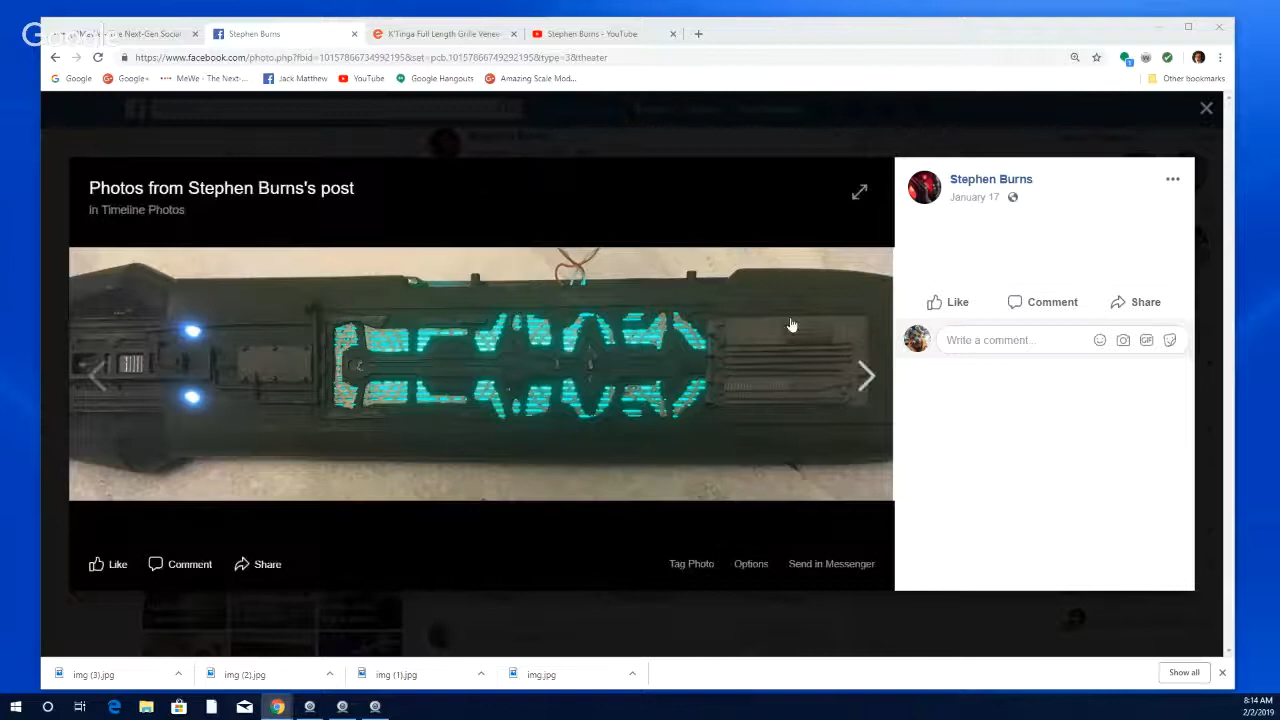 Google
Stephen Burns
K'Tinga Full Length Grille Venee
Stephen Burns - YouTube
https://www.facebook.com/photo.php?fbid=10157866734992195&set=pcb.10157866749292195&type=3&theater
Google
Google+
MeWe - The Next-...
Jack Matthew
YouTube
Google Hangouts
Amazing Scale Mod...
Other bookmarks
Photos from Stephen Burns's post
in Timeline Photos
Stephen Burns
January 17
Like
Comment
Share
Write a comment...
GIF
Like
Comment
Share
Tag Photo
Options
Send in Messenger
img (3).jpg
img (2).jpg
img (1).jpg
img.jpg
Show all
8:14 AM
2/2/2019